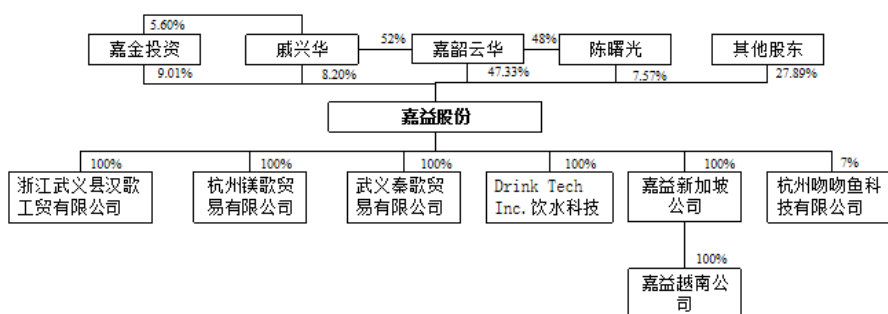 5.60%
嘉金投资
戚兴华
52%
嘉韶云华
48%
陈曙光
其他股东
9.01%
8.20%
47.33%
7.57%
27.89%
嘉益股份
100%
100%
100%
100%
100%
7%
浙江武义县汉歌
工贸有限公司
杭州镁歌贸
易有限公司
武义秦歌贸
易有限公司
Drink Tech
Inc.饮水科技
嘉益新加坡
公司
杭州吻吻鱼科
技有限公司
100%
嘉益越南公
司